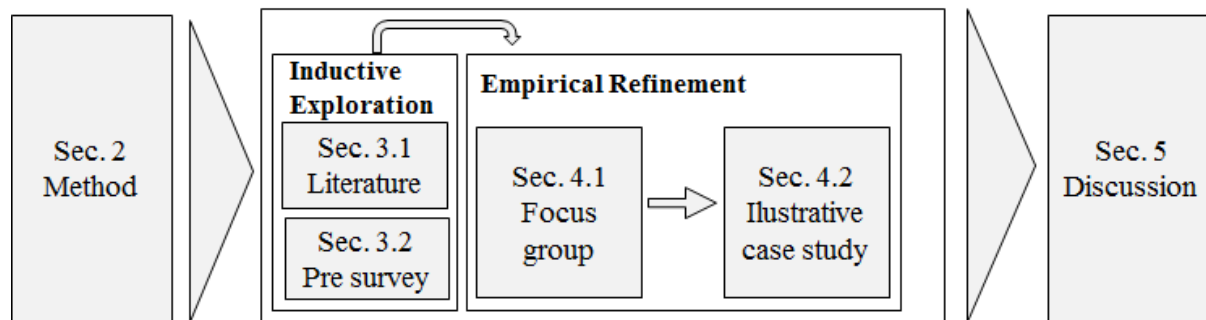 Sec. 2
Method
Inductive
Exploration
Sec. 3.1
Literature
Sec. 3.2
Pre survey
Empirical Refinement
Sec. 4.1
Focus
group
Sec. 4.2
Ilustrative
case study
Sec. 5
Discussion